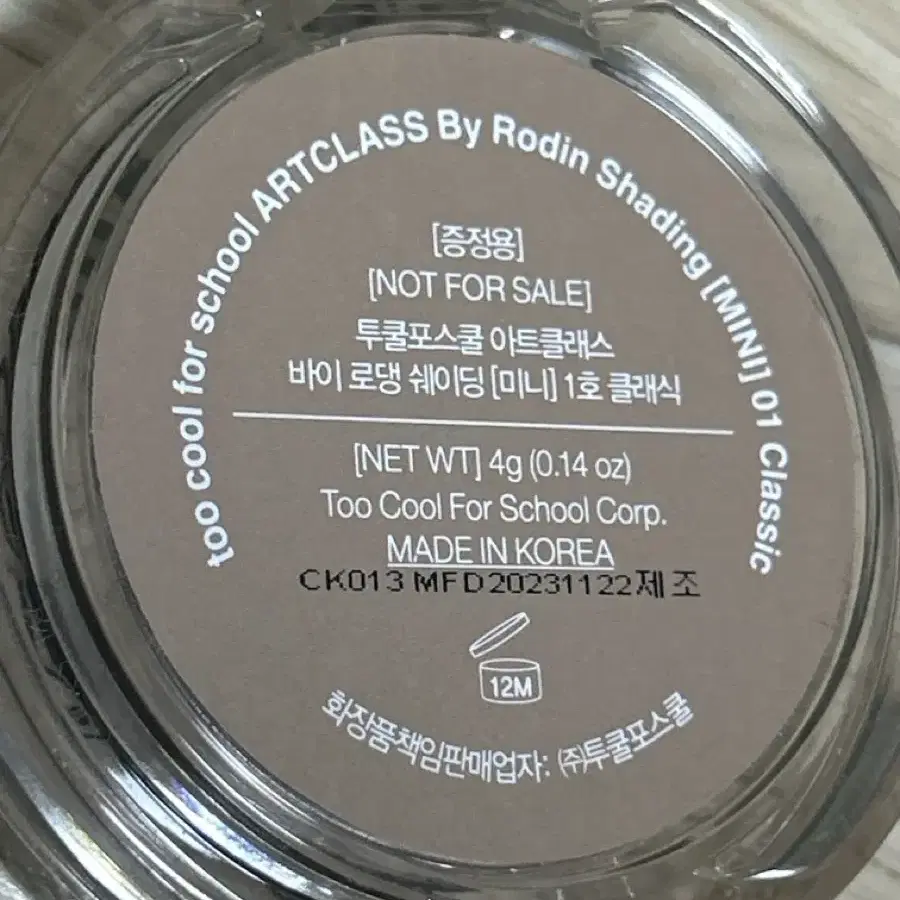 too cool for school ARTCLASS By Rodin Shading [MINI] 01 Classic
[증정용]
[NOT FOR SALE]
투쿨포스쿨 아트클래스
바이 로댕 쉐이딩 [미니] 1호 클래식
[NET WT] 4g (0.14 oz)
Too Cool For School Corp.
MADE IN KOREA
CK013 MFD20231122제조
12M
화장품책임판매업자: ㈜투쿨포스쿨